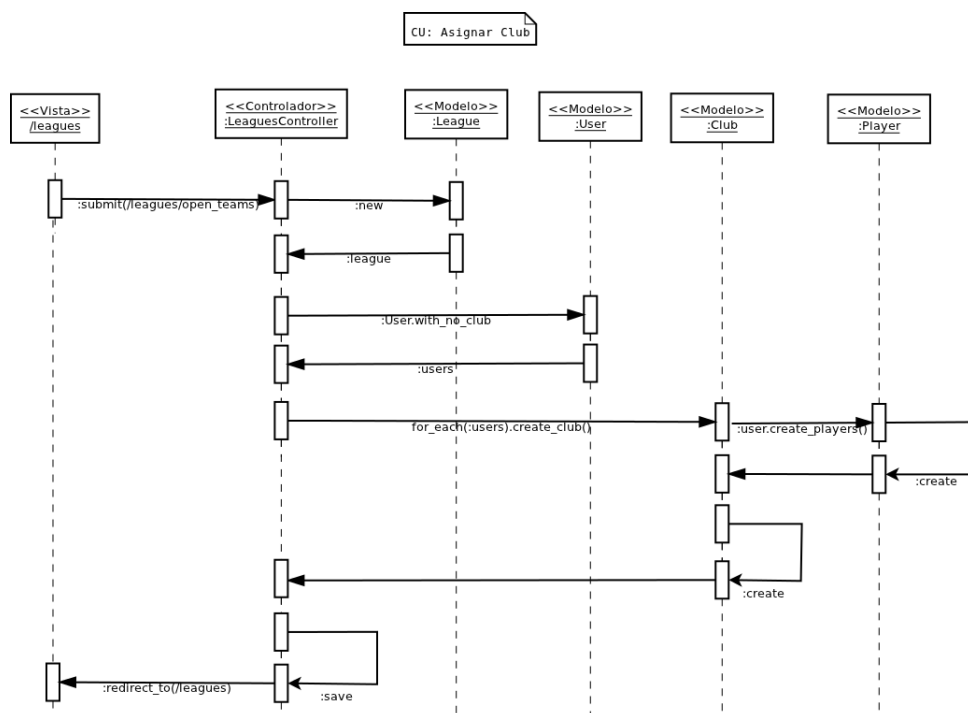 CU: Asignar Club
<<Vista>>
/leagues
<<Controlador>>
:LeaguesController
<<Modelo>>
:League
<<Modelo>>
:User
<<Modelo>>
:Club
<<Modelo>>
:Player
:submit(/leagues/open_teams)
:new
:league
:User.with_no_club
:users
for_each(:users).create_club()
:user.create_players()
:create
:create
:save
:redirect_to(/leagues)